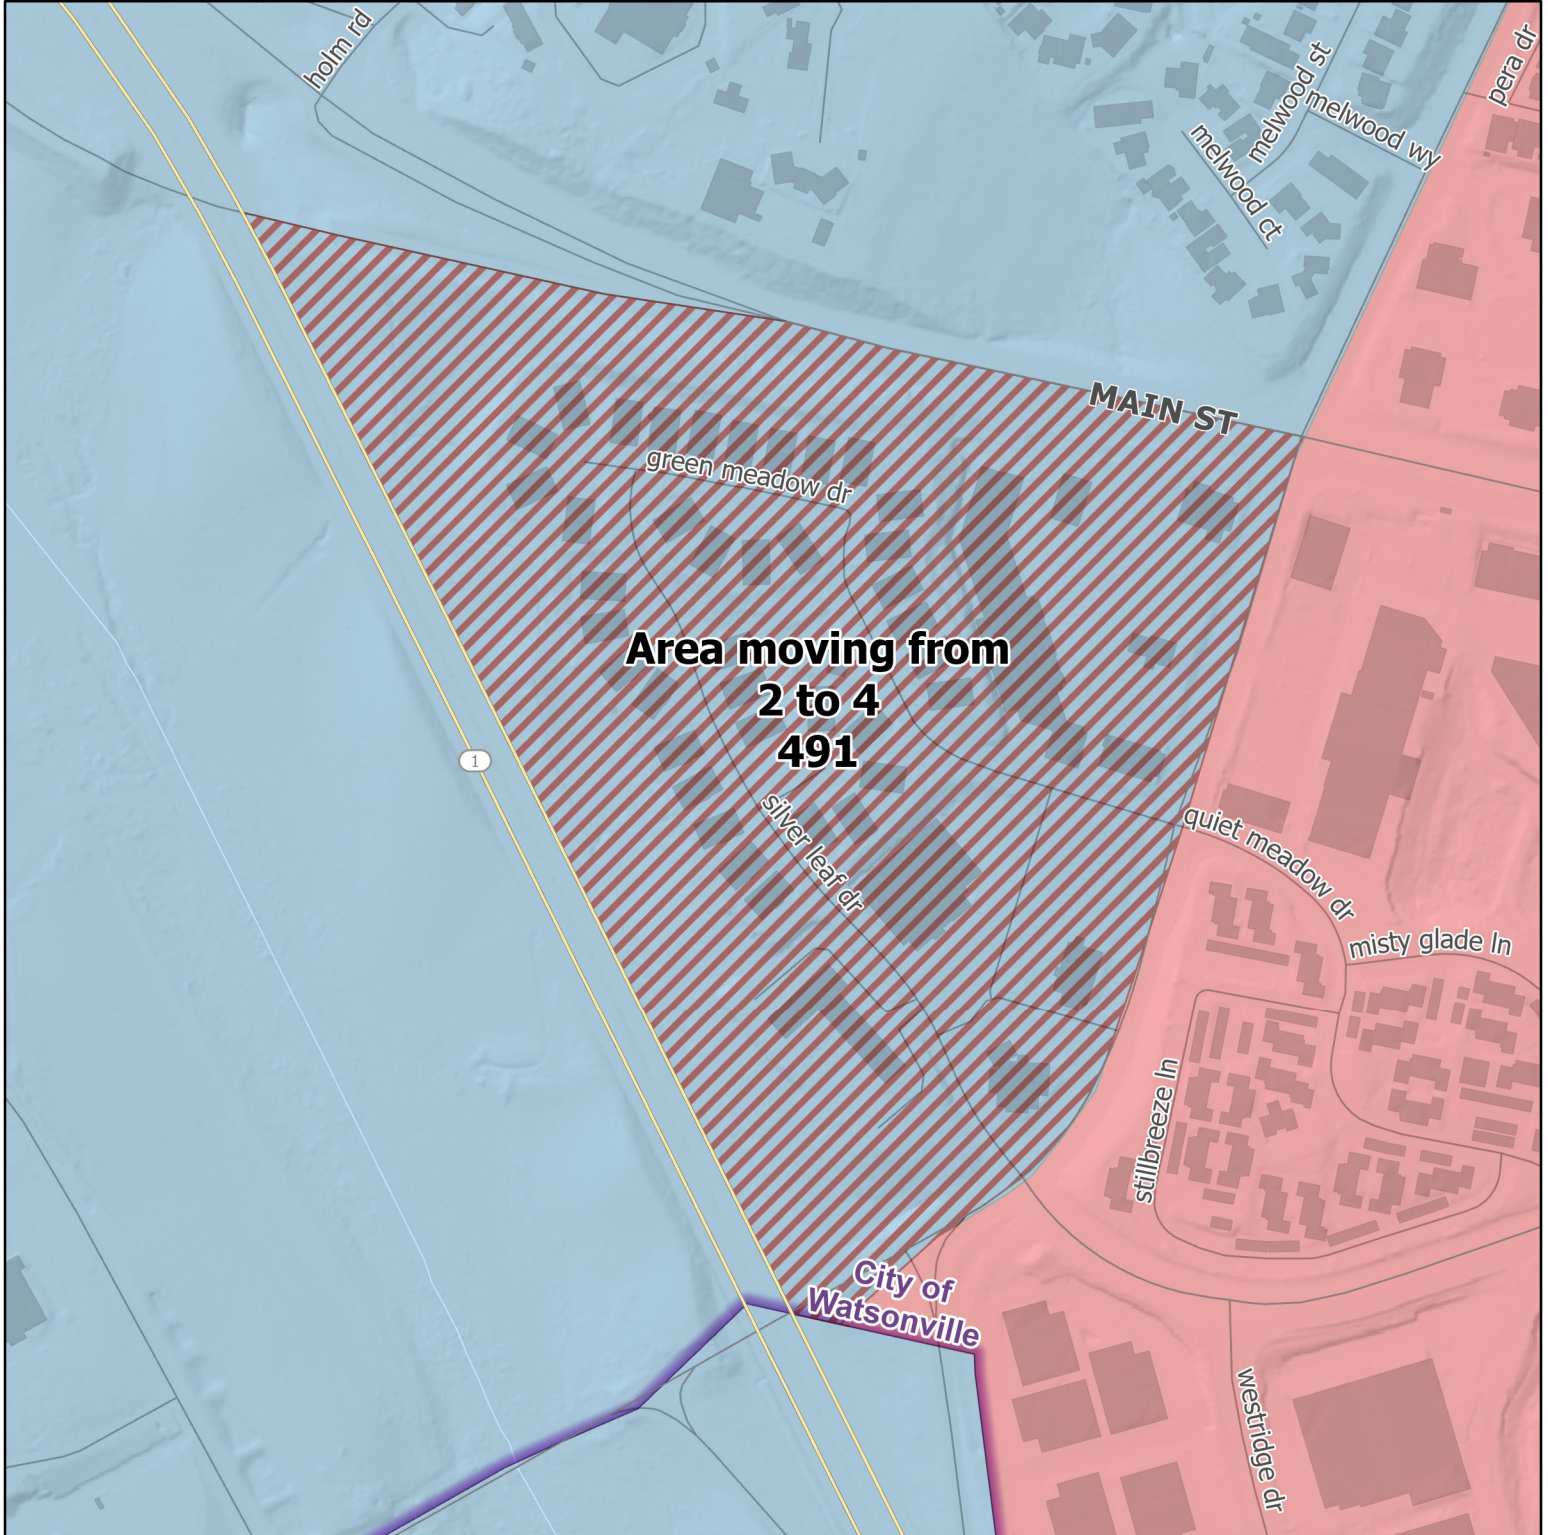 holm rd
pera dr
melwood st
melwood wy
melwood ct
MAIN ST
green meadow dr
Area moving from
2 to 4
491
1
silver leaf dr
quiet meadow dr
misty glade ln
stillbreeze ln
City of
Watsonville
westridge dr